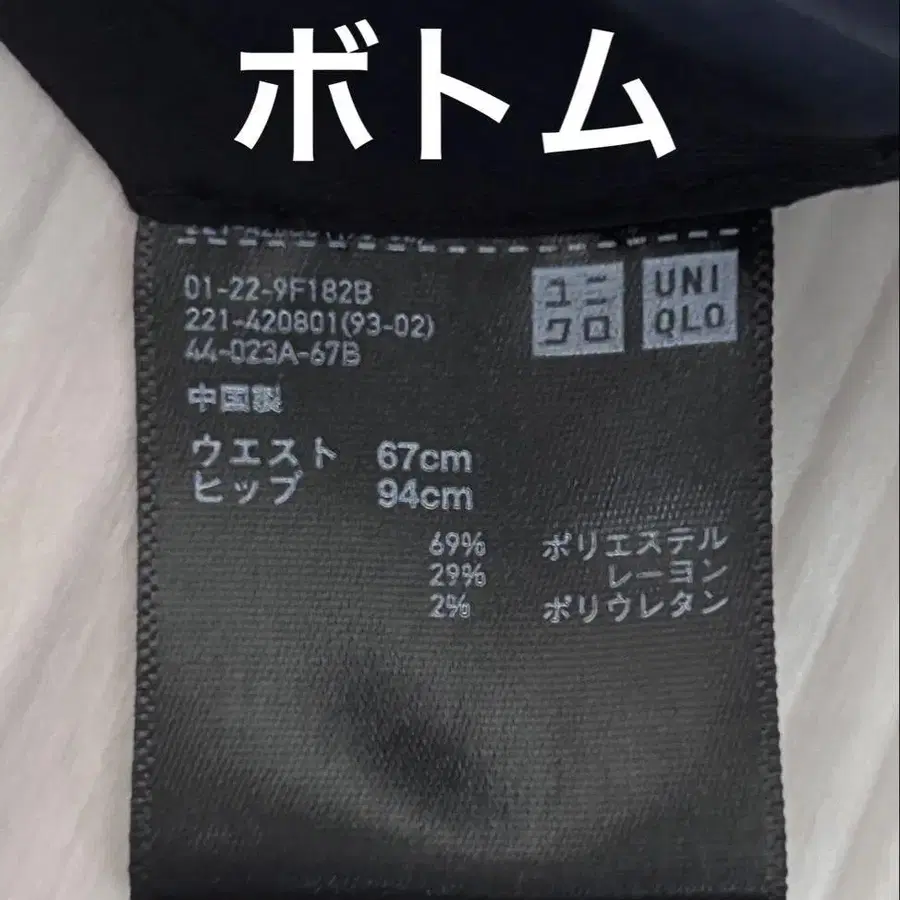 ボトム
01-22-9F182B
221-420801(93-02)
44-023A-67B
中国製
ユニ
クロ
UNI
QLO
ウエスト 67cm
ヒップ 94cm
69% ポリエステル
29% レーヨン
2% ポリウレタン